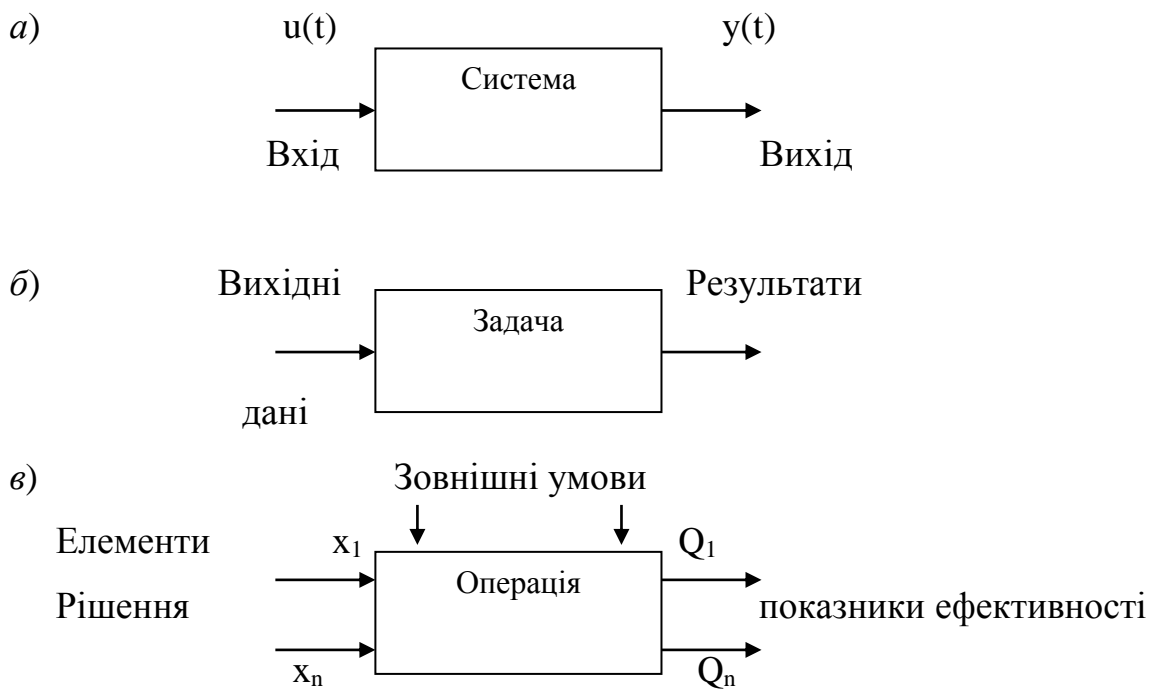 а) u(t) y(t)
Система
Вхід Вихід
б) Вихідні Результати
Задача
дані
в) Зовнішні умови
Елементи x₁ Q₁
Операція
Рішення показники ефективності
xₙ Qₙ